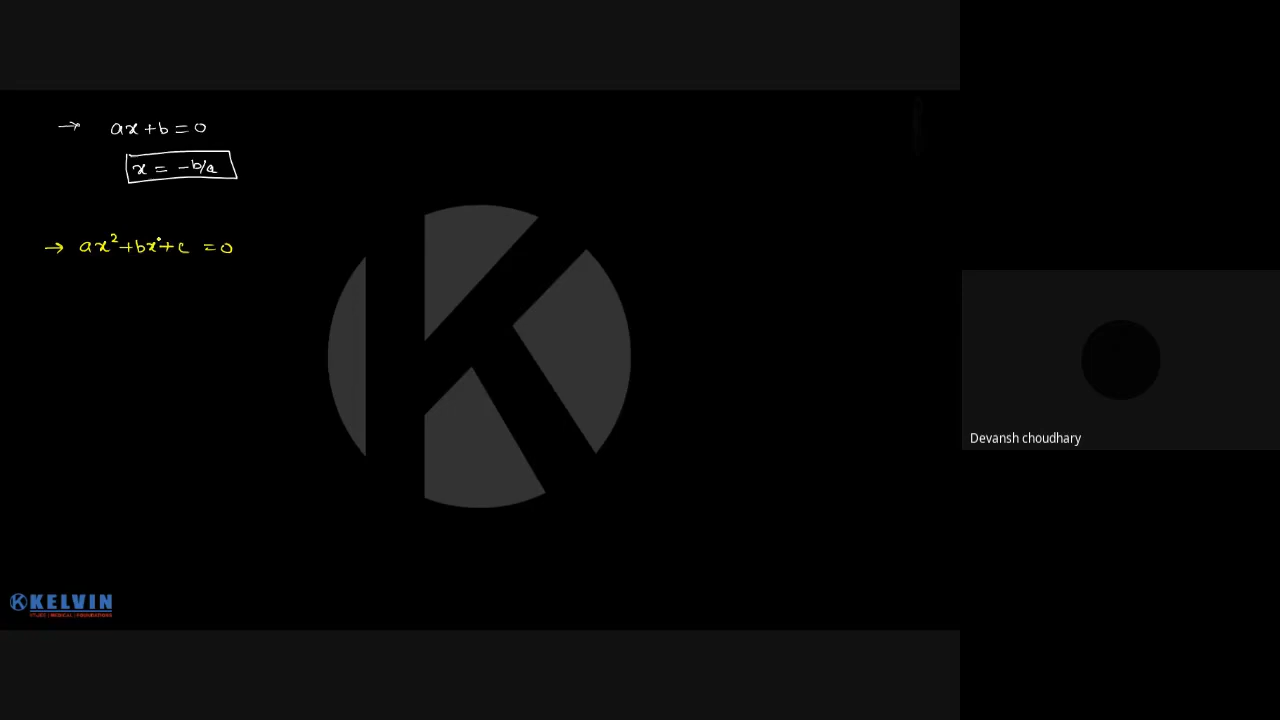 → ax + b = 0
x = -b/a
→ ax² + bx + c = 0
Devansh choudhary
KELVIN